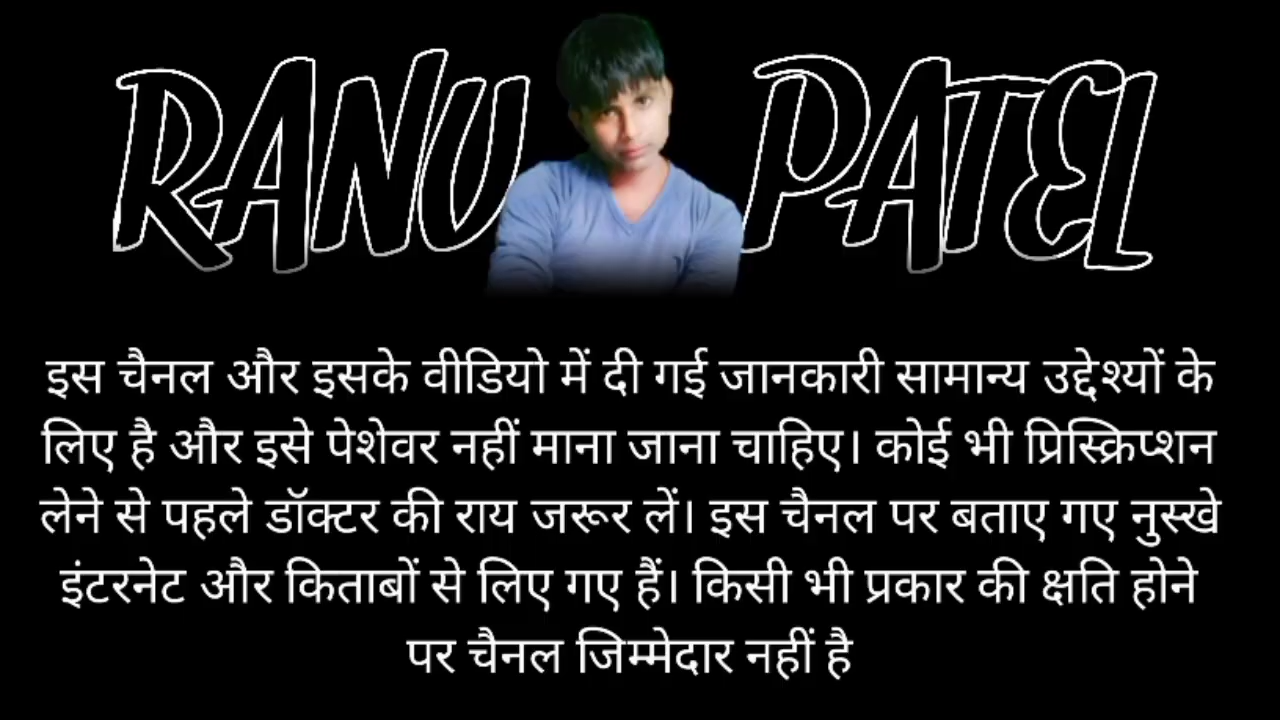 RANU PATEL
इस चैनल और इसके वीडियो में दी गई जानकारी सामान्य उद्देश्यों के
लिए है और इसे पेशेवर नहीं माना जाना चाहिए। कोई भी प्रिस्क्रिप्शन
लेने से पहले डॉक्टर की राय जरूर लें। इस चैनल पर बताए गए नुस्खे
इंटरनेट और किताबों से लिए गए हैं। किसी भी प्रकार की क्षति होने
पर चैनल जिम्मेदार नहीं है